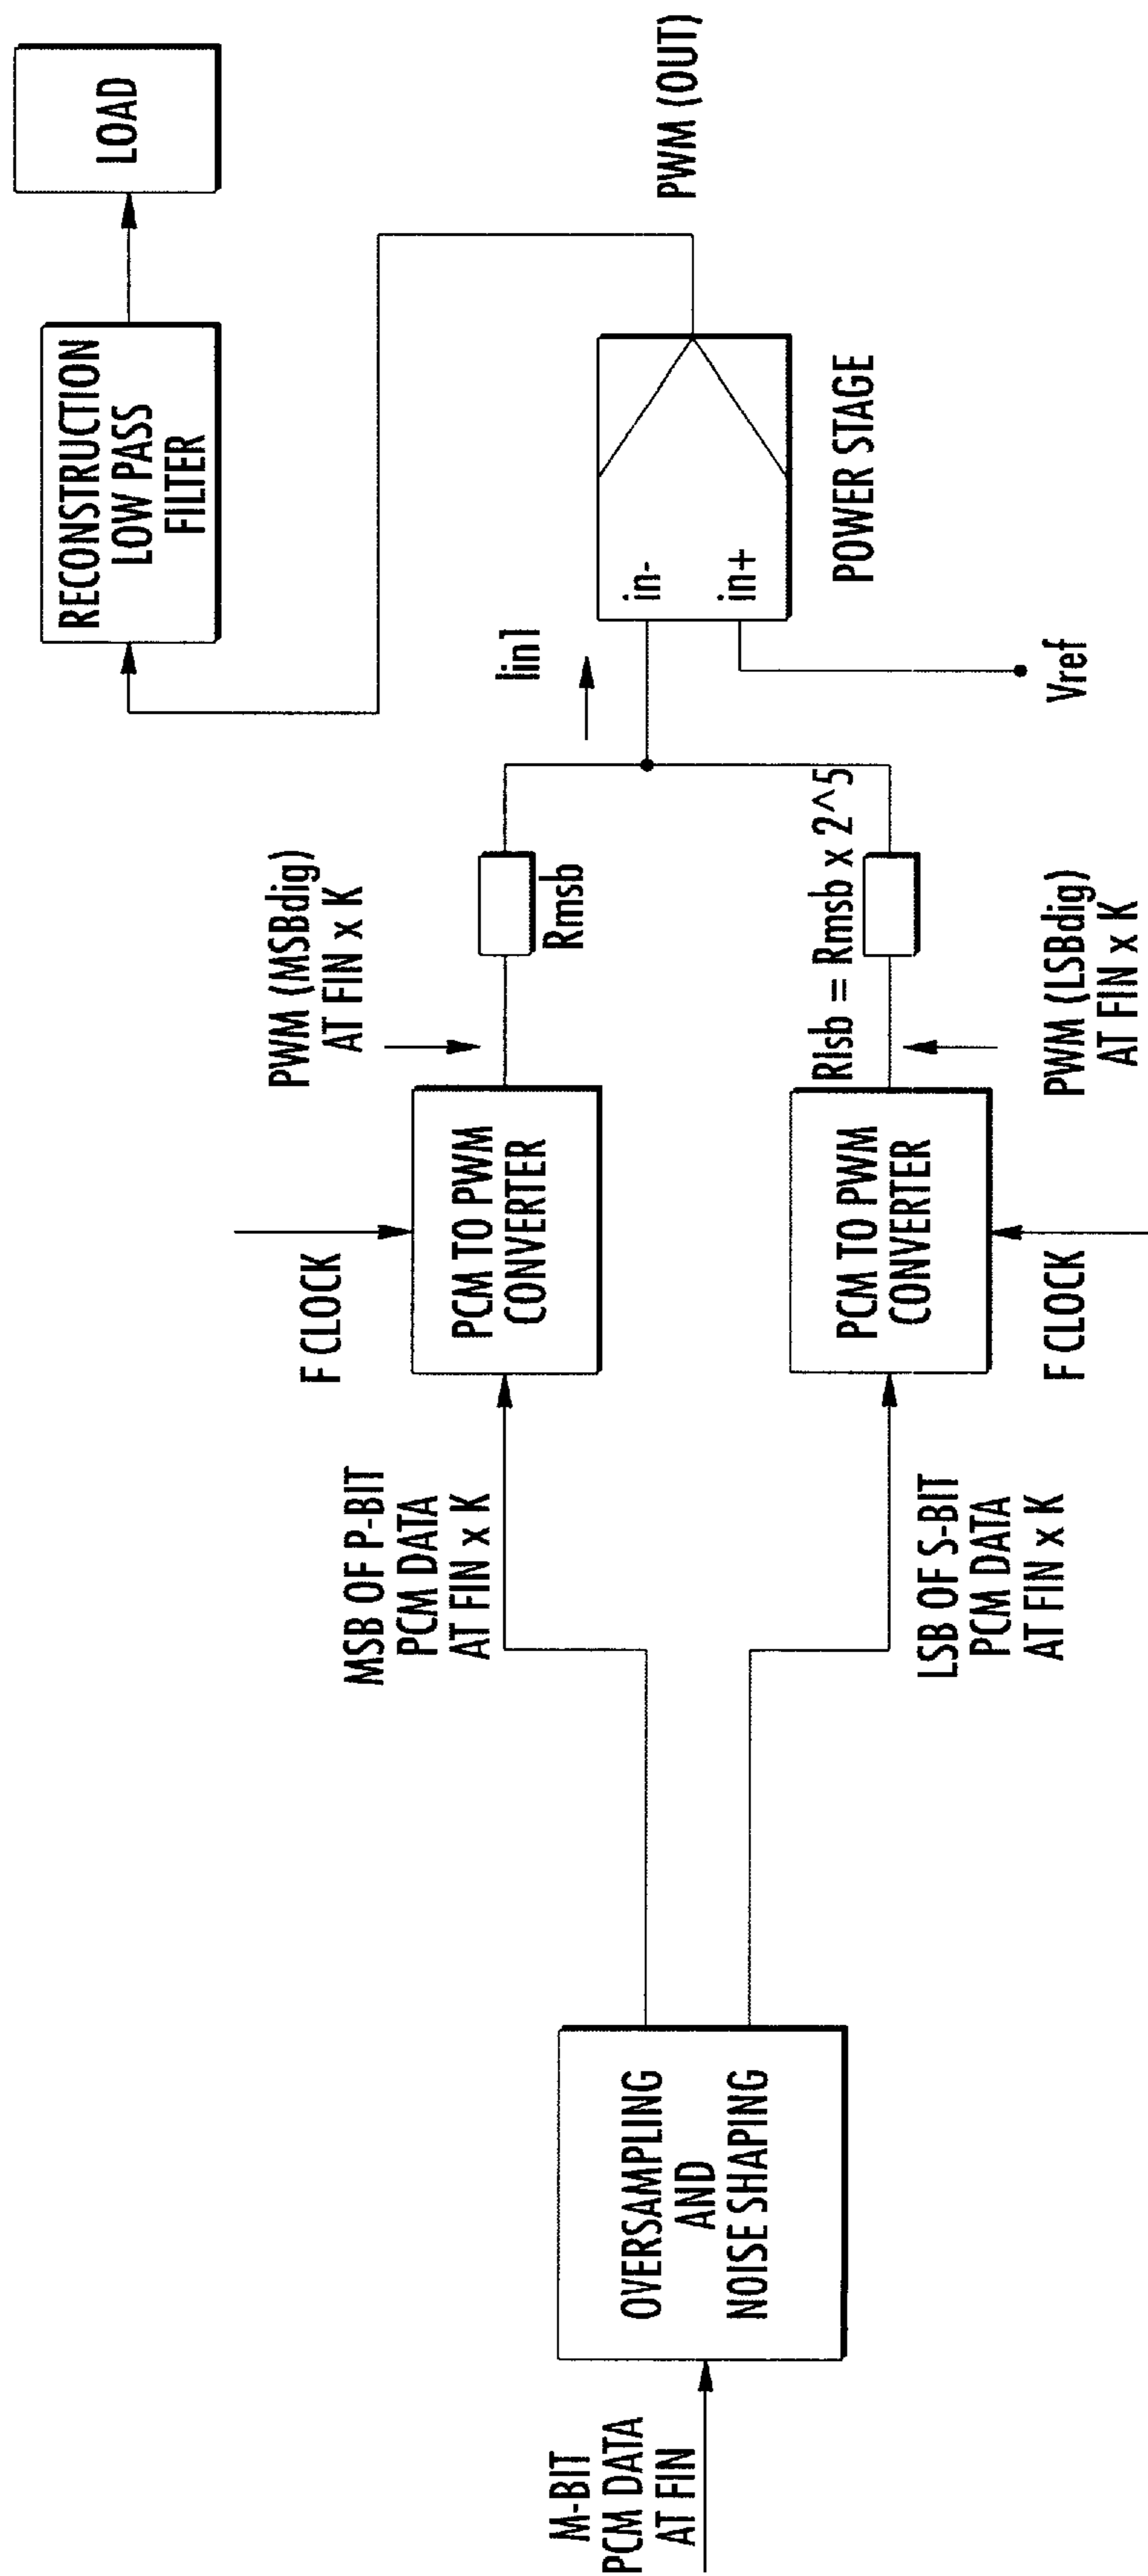 M-BIT
PCM DATA
AT FIN
OVERSAMPLING
AND
NOISE SHAPING
MSB OF P-BIT
PCM DATA
AT FIN x K
LSB OF S-BIT
PCM DATA
AT FIN x K
F CLOCK
PCM TO PWM
CONVERTER
F CLOCK
PCM TO PWM
CONVERTER
PWM (MSBdig)
AT FIN x K
Rmsb
Rlsb = Rmsb x 2^5
PWM (LSBdig)
AT FIN x K
Iin1
Vref
in-
in+
POWER STAGE
PWM (OUT)
RECONSTRUCTION
LOW PASS
FILTER
LOAD